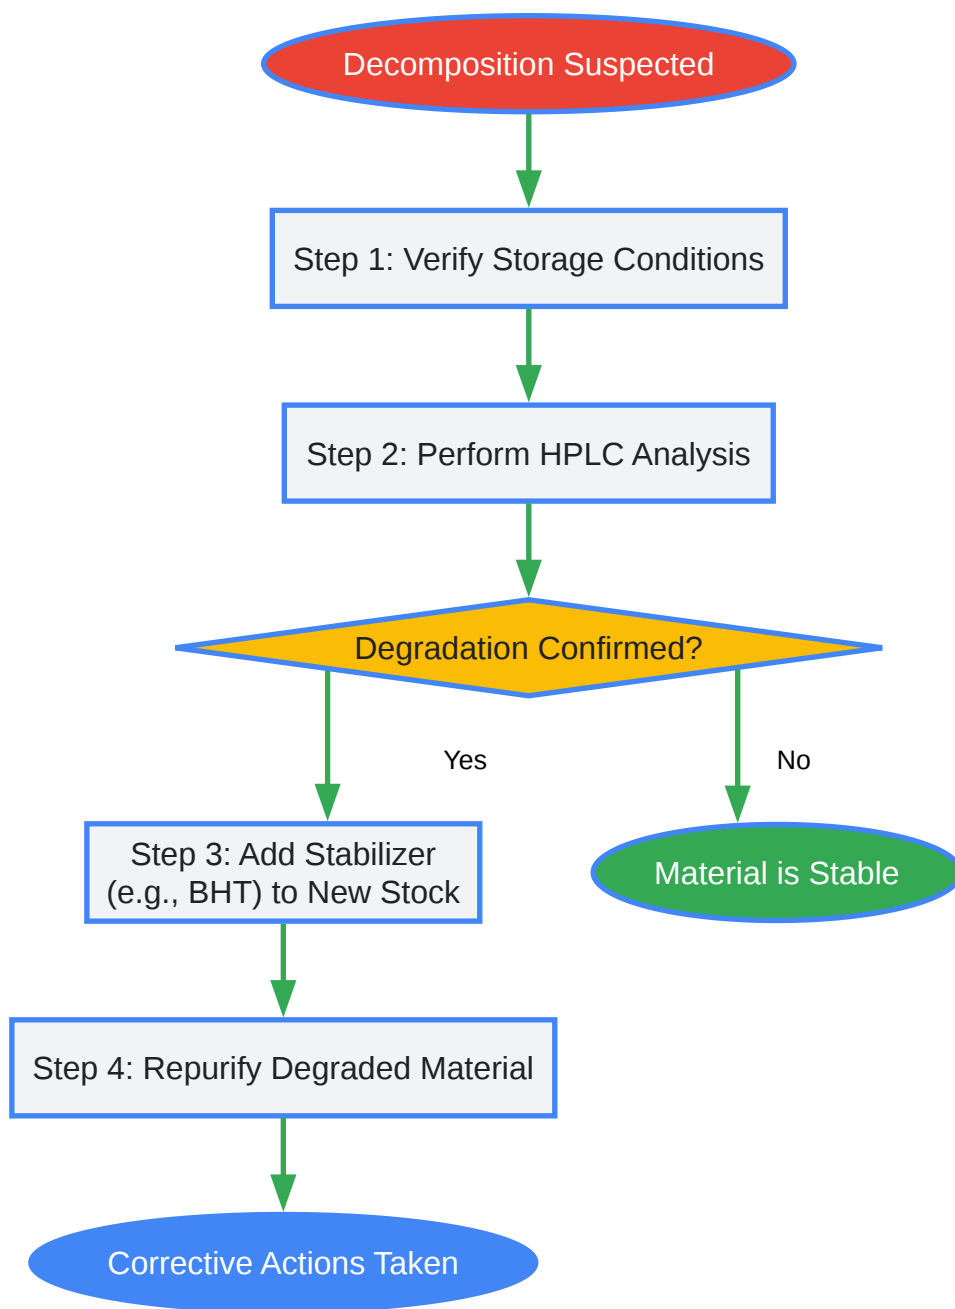 Decomposition Suspected
Step 1: Verify Storage Conditions
Step 2: Perform HPLC Analysis
Degradation Confirmed?
Yes
No
Step 3: Add Stabilizer
(e.g., BHT) to New Stock
Material is Stable
Step 4: Repurify Degraded Material
Corrective Actions Taken